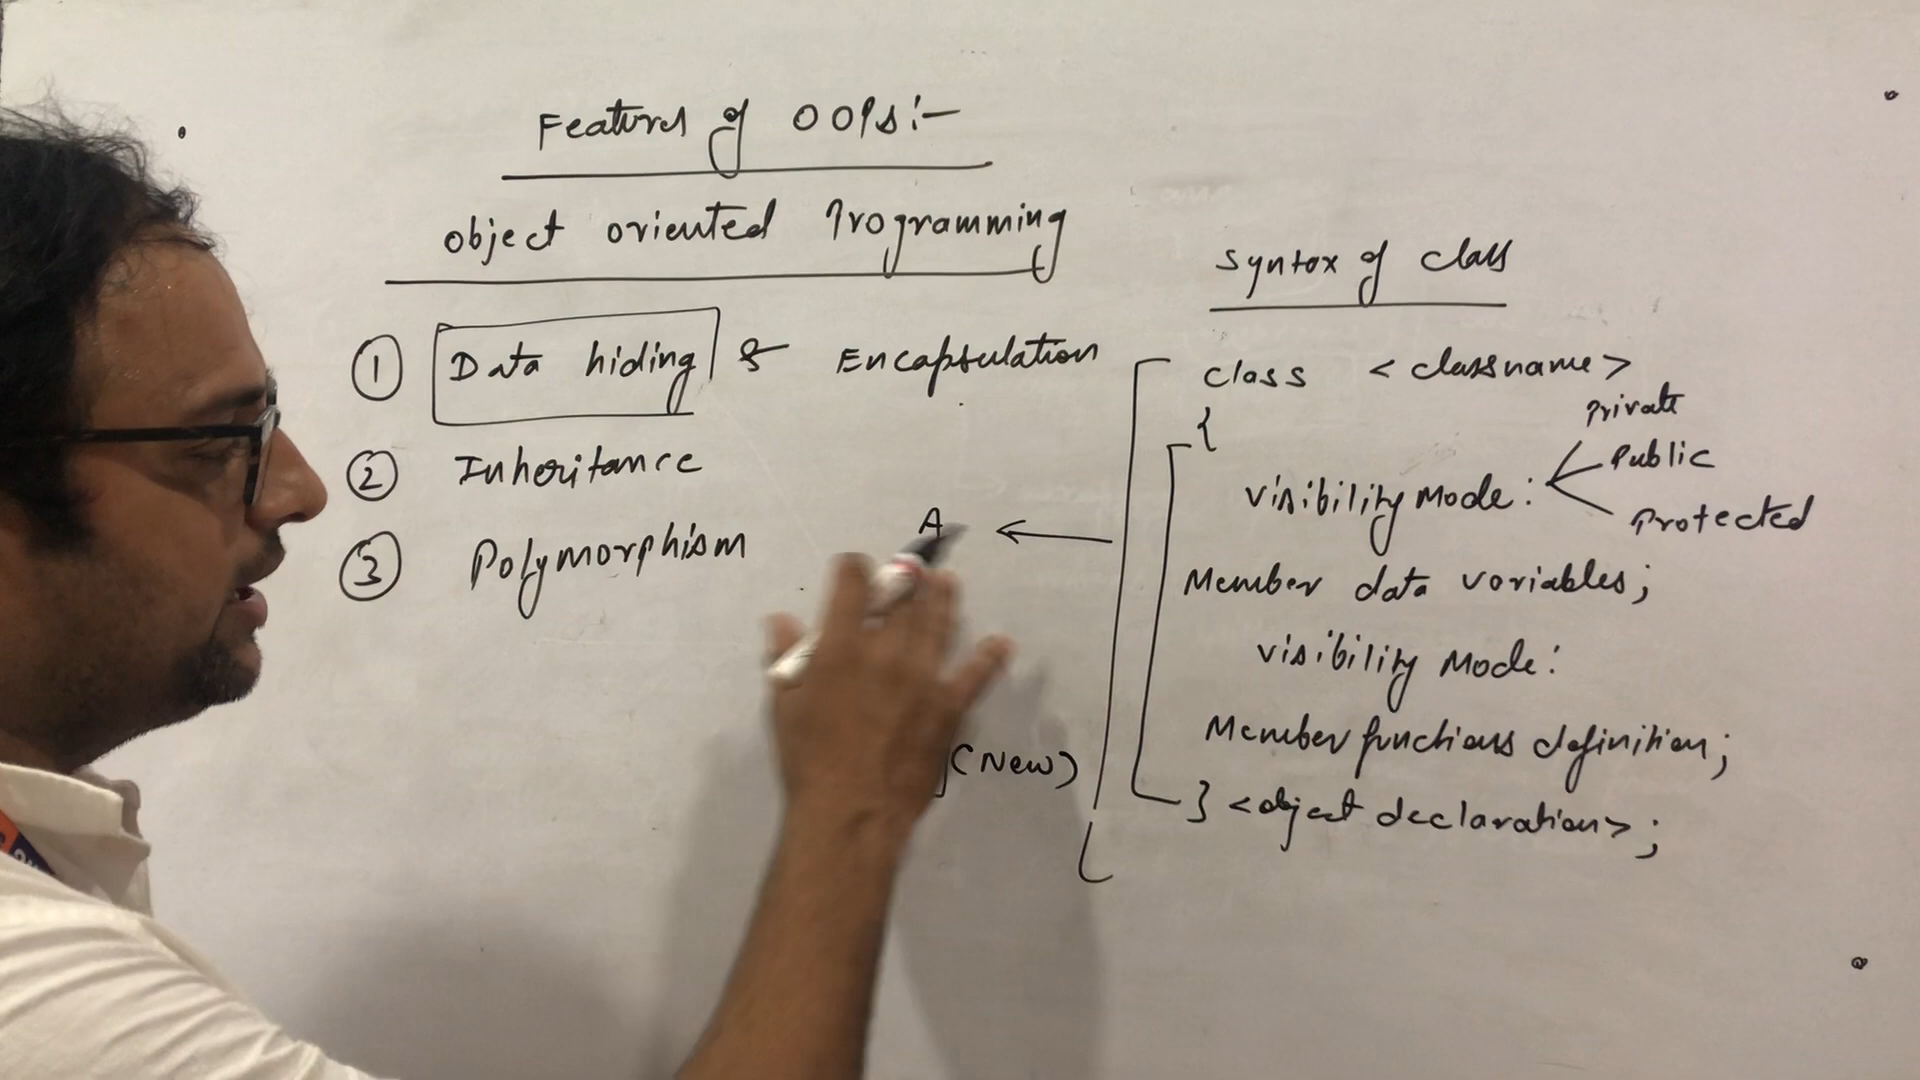 Features of OOPs:-
object oriented Programming
① Data hiding & Encapsulation
② Inheritance
③ Polymorphism
A
(New)
Syntax of class
class <classname>
{
visibility Mode:
Private
Public
Protected
Member data variables;
visibility Mode:
Member functions definition;
} <object declaration>;